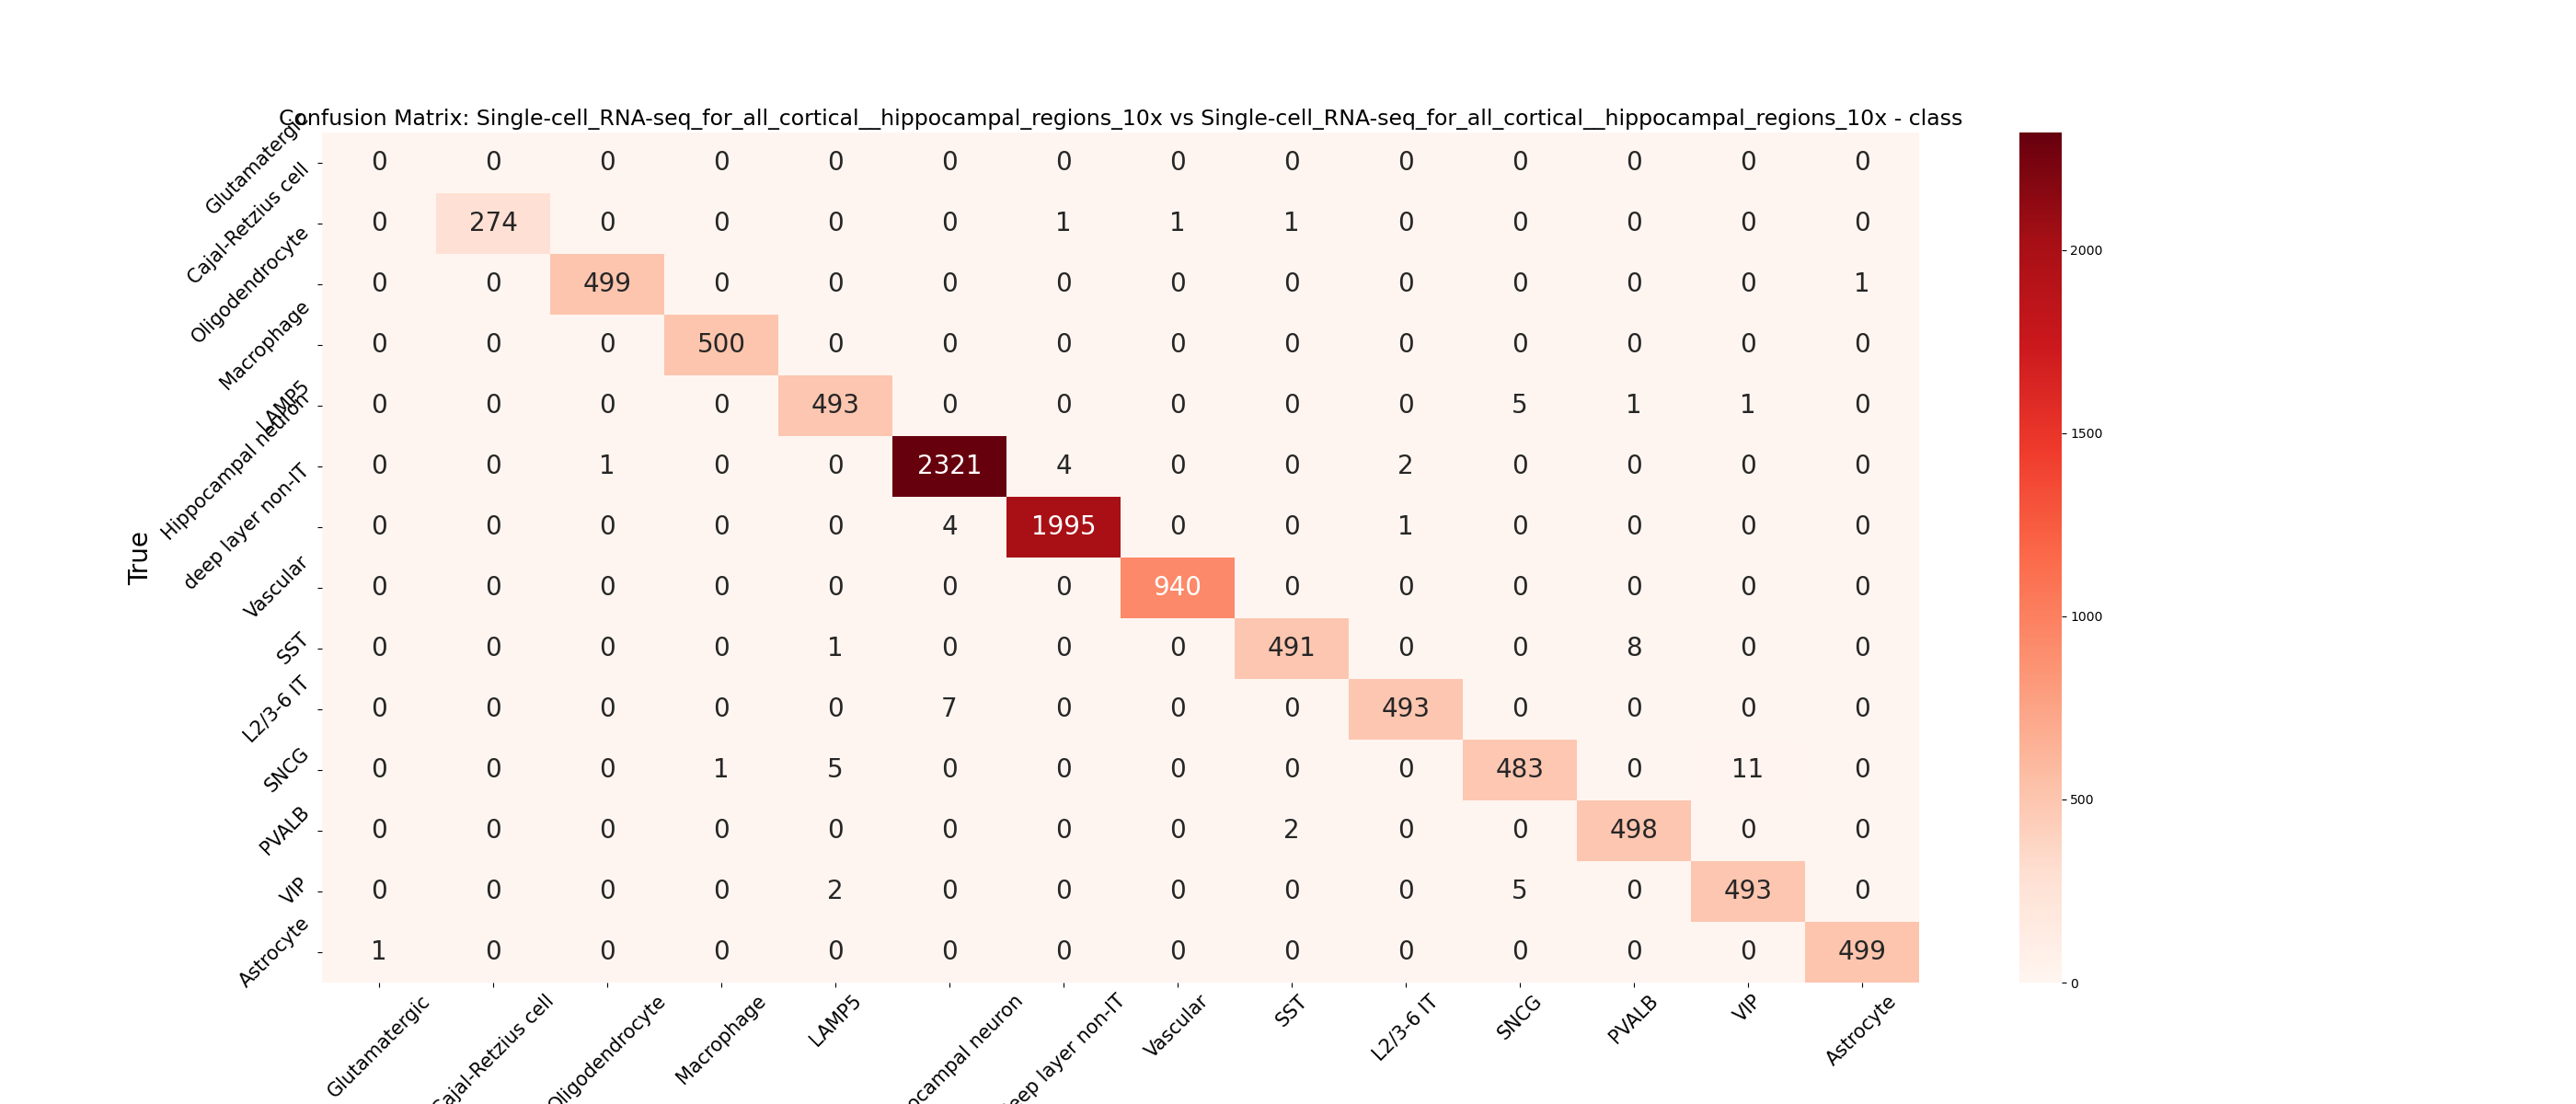 Confusion Matrix: Single-cell_RNA-seq_for_all_cortical__hippocampal_regions_10x vs Single-cell_RNA-seq_for_all_cortical__hippocampal_regions_10x - class
Glutamatergic 0 0 0 0 0 0 0 0 0 0 0 0 0 0
Cajal-Retzius cell 0 274 0 0 0 0 1 1 1 0 0 0 0 0
Oligodendrocyte 0 0 499 0 0 0 0 0 0 0 0 0 0 1
Macrophage 0 0 0 500 0 0 0 0 0 0 0 0 0 0
LAMP5 0 0 0 0 493 0 0 0 0 0 5 1 1 0
Hippocampal neuron 0 0 1 0 0 2321 4 0 0 2 0 0 0 0
deep layer non-IT 0 0 0 0 0 4 1995 0 0 1 0 0 0 0
Vascular 0 0 0 0 0 0 0 940 0 0 0 0 0 0
SST 0 0 0 0 1 0 0 0 491 0 0 8 0 0
L2/3-6 IT 0 0 0 0 0 7 0 0 0 493 0 0 0 0
SNCG 0 0 0 1 5 0 0 0 0 0 483 0 11 0
PVALB 0 0 0 0 0 0 0 0 2 0 0 498 0 0
VIP 0 0 0 0 2 0 0 0 0 0 5 0 493 0
Astrocyte 1 0 0 0 0 0 0 0 0 0 0 0 0 499
True
Glutamatergic Cajal-Retzius cell Oligodendrocyte Macrophage LAMP5 ocampal neuron eep layer non-IT Vascular SST L2/3-6 IT SNCG PVALB VIP Astrocyte
2000
1500
1000
500
0